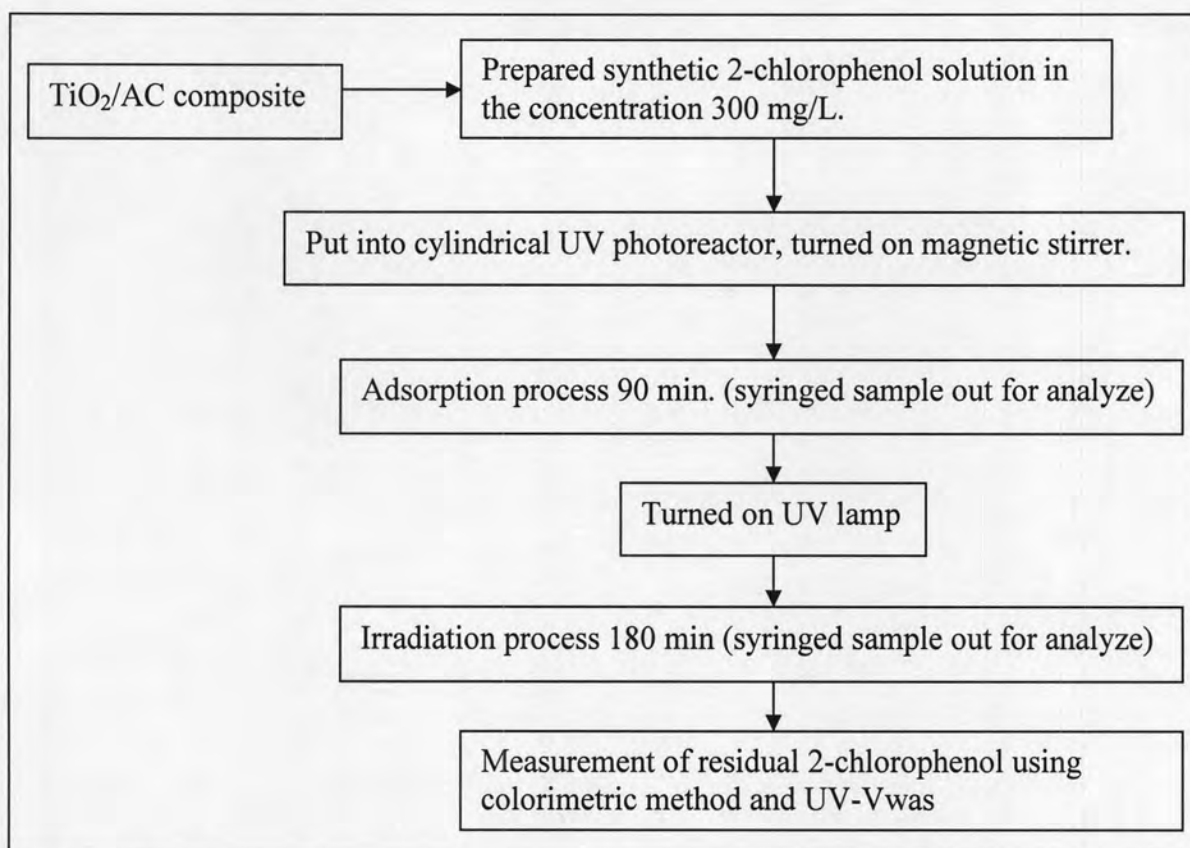 TiO₂/AC composite
Prepared synthetic 2-chlorophenol solution in
the concentration 300 mg/L.
Put into cylindrical UV photoreactor, turned on magnetic stirrer.
Adsorption process 90 min. (syringed sample out for analyze)
Turned on UV lamp
Irradiation process 180 min (syringed sample out for analyze)
Measurement of residual 2-chlorophenol using
colorimetric method and UV-Vwas